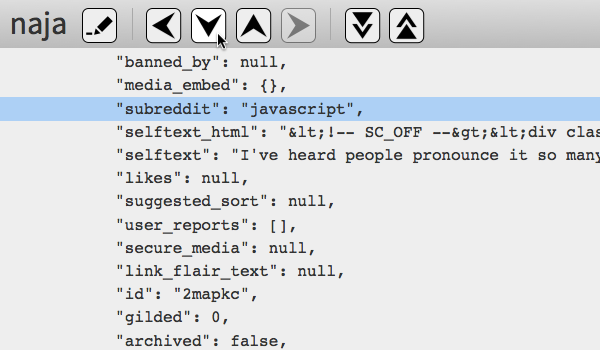 naja
"banned_by": null,
"media_embed": {},
"subreddit": "javascript",
"selftext_html": "&lt;!-- SC_OFF --&gt;&lt;div clas
"selftext": "I've heard people pronounce it so many
"likes": null,
"suggested_sort": null,
"user_reports": [],
"secure_media": null,
"link_flair_text": null,
"id": "2mapkc",
"gilded": 0,
"archived": false,